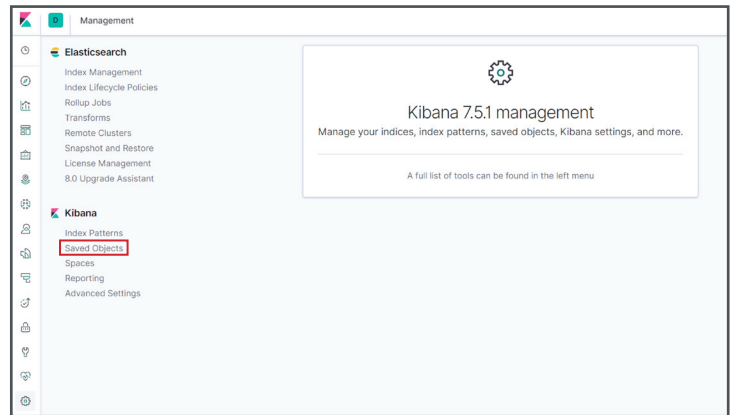 D Management
Elasticsearch
Index Management
Index Lifecycle Policies
Rollup Jobs
Transforms
Remote Clusters
Snapshot and Restore
License Management
8.0 Upgrade Assistant
Kibana
Index Patterns
Saved Objects
Spaces
Reporting
Advanced Settings
Kibana 7.5.1 management
Manage your indices, index patterns, saved objects, Kibana settings, and more.
A full list of tools can be found in the left menu